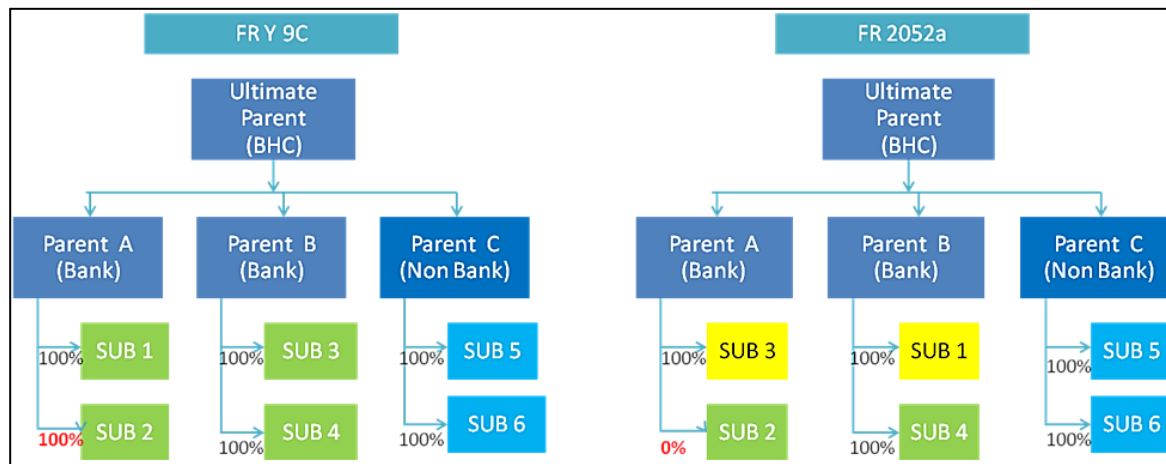 FR Y 9C
FR 2052a
Ultimate
Parent
(BHC)
Ultimate
Parent
(BHC)
Parent A
(Bank)
Parent B
(Bank)
Parent C
(Non Bank)
Parent A
(Bank)
Parent B
(Bank)
Parent C
(Non Bank)
100% SUB 1
100% SUB 3
100% SUB 5
100% SUB 3
100% SUB 1
100% SUB 5
100% SUB 2
100% SUB 4
100% SUB 6
0% SUB 2
100% SUB 4
100% SUB 6